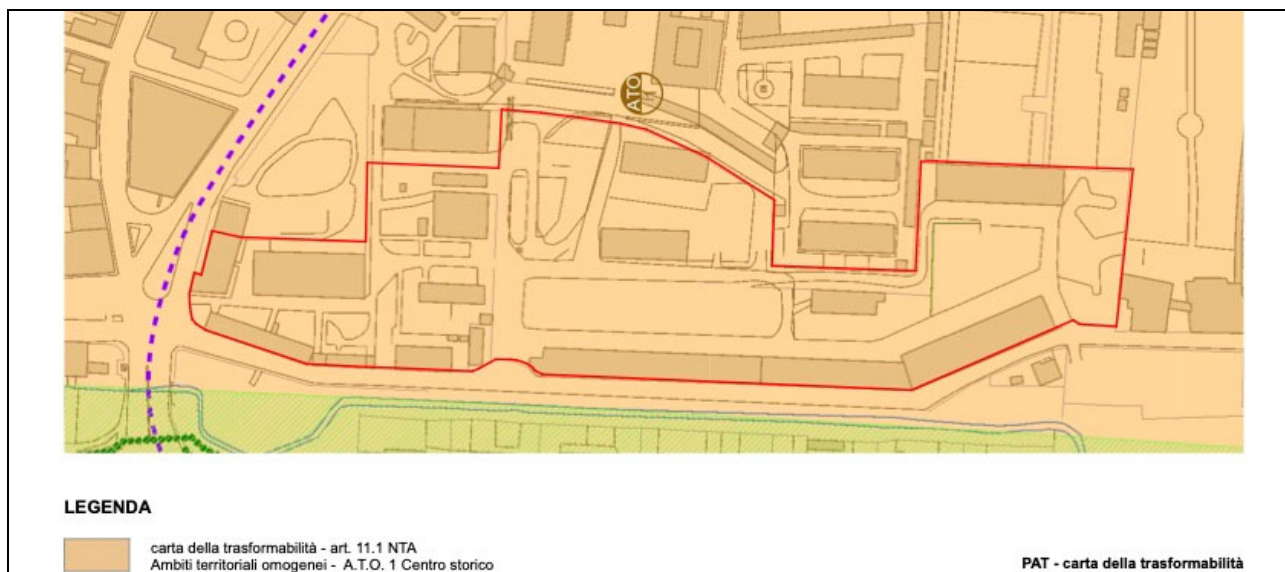 ATO
LEGENDA
carta della trasformabilità - art. 11.1 NTA
Ambiti territoriali omogenei - A.T.O. 1 Centro storico
PAT - carta della trasformabilità